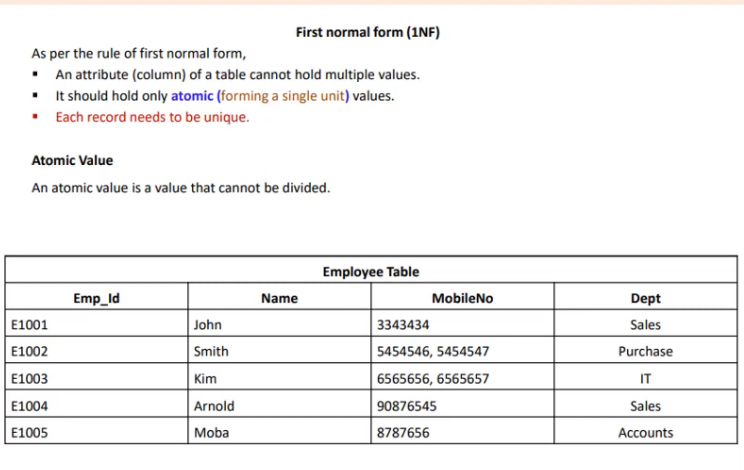 First normal form (1NF)
As per the rule of first normal form,
▪ An attribute (column) of a table cannot hold multiple values.
▪ It should hold only atomic (forming a single unit) values.
▪ Each record needs to be unique.
Atomic Value
An atomic value is a value that cannot be divided.
Employee Table
Emp_Id Name MobileNo Dept
E1001 John 3343434 Sales
E1002 Smith 5454546, 5454547 Purchase
E1003 Kim 6565656, 6565657 IT
E1004 Arnold 90876545 Sales
E1005 Moba 8787656 Accounts